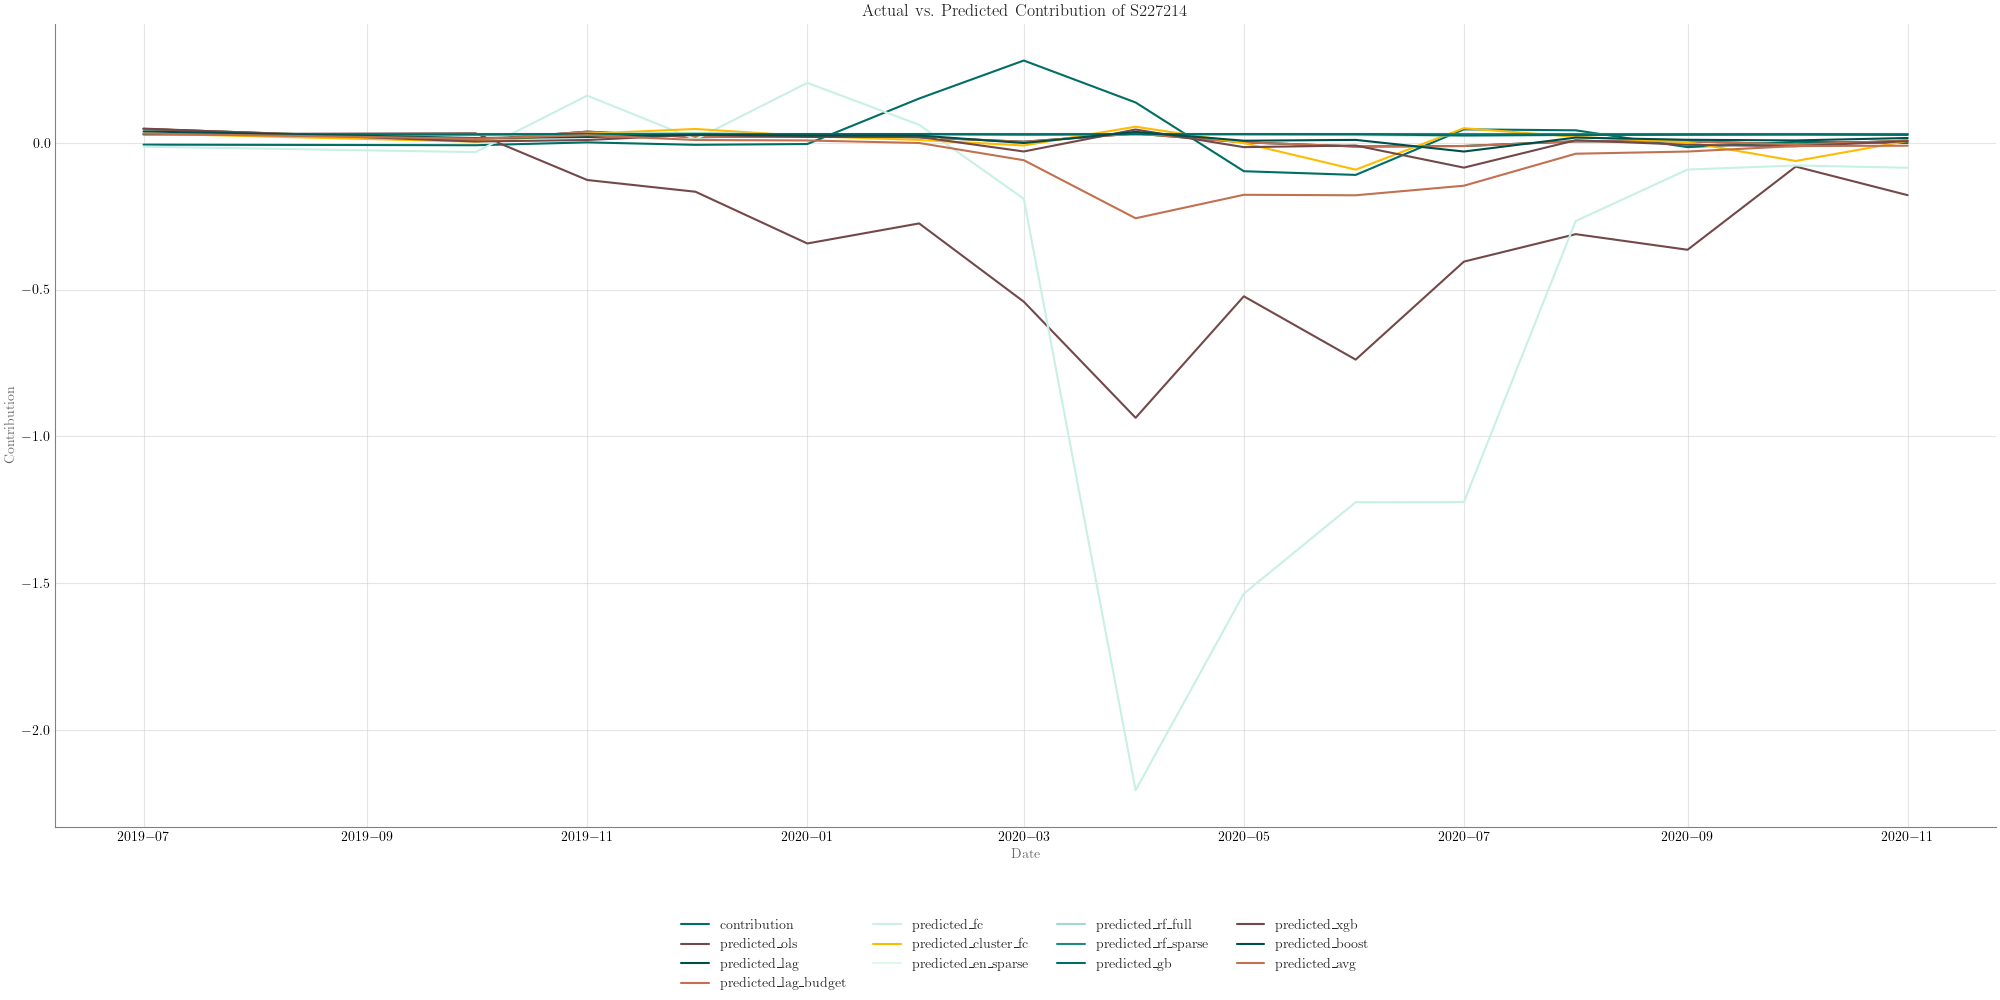 Actual vs. Predicted Contribution of S227214
0.0
−0.5
−1.0
−1.5
−2.0
Contribution
2019−07 2019−09 2019−11 2020−01 2020−03 2020−05 2020−07 2020−09 2020−11
Date
contribution predicted_fc predicted_rf_full predicted_xgb
predicted_ols predicted_cluster_fc predicted_rf_sparse predicted_boost
predicted_lag predicted_en_sparse predicted_gb predicted_avg
predicted_lag_budget